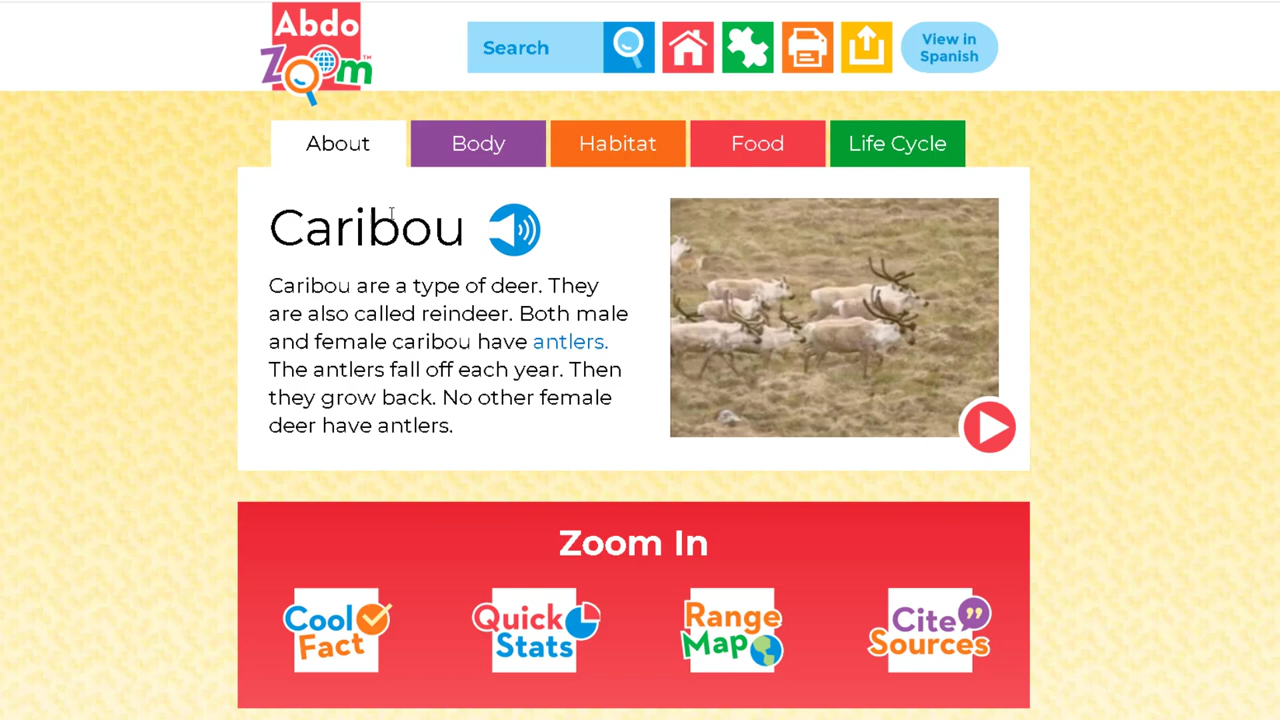 Abdo
Zoom™
Search
View in
Spanish
About
Body
Habitat
Food
Life Cycle
Caribou
Caribou are a type of deer. They
are also called reindeer. Both male
and female caribou have antlers.
The antlers fall off each year. Then
they grow back. No other female
deer have antlers.
Zoom In
Cool
Fact
Quick
Stats
Range
Map
Cite
Sources